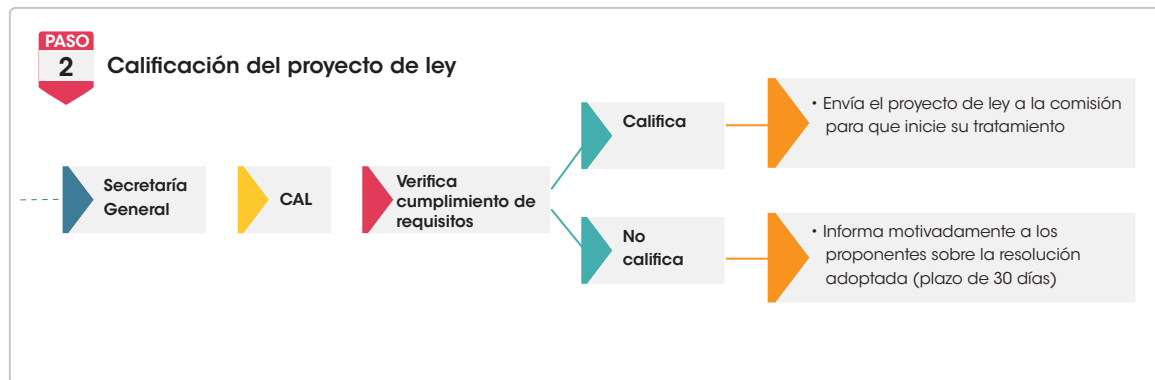 PASO
2
Calificación del proyecto de ley
Secretaría
General
CAL
Verifica
cumplimiento de
requisitos
Califica
• Envía el proyecto de ley a la comisión
para que inicie su tratamiento
No
califica
• Informa motivadamente a los
proponentes sobre la resolución
adoptada (plazo de 30 días)